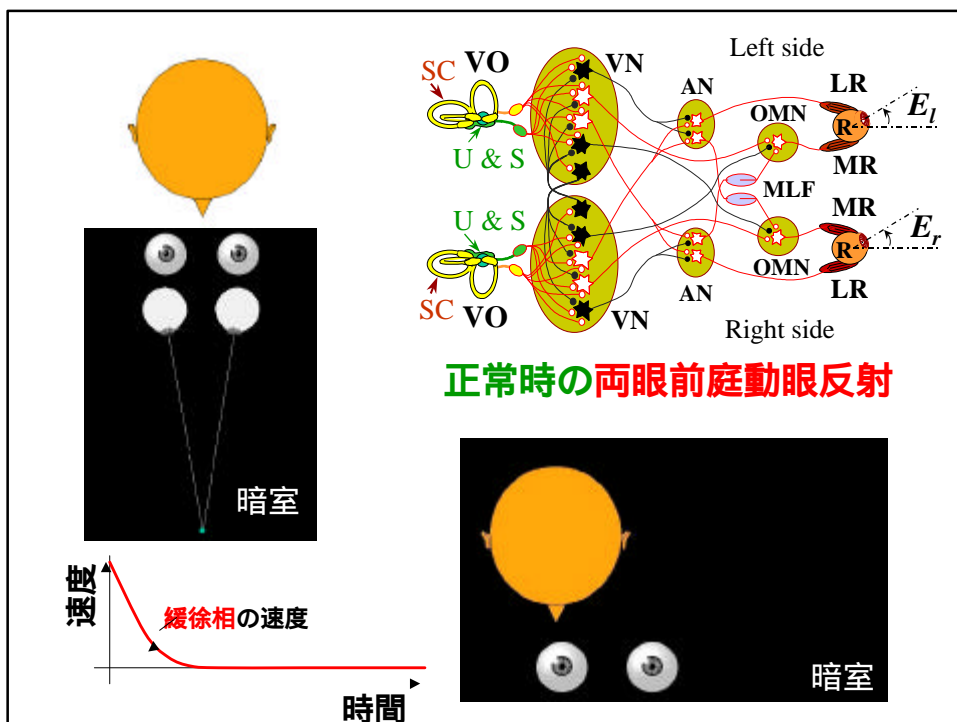 Left side
SC
VO
VN
AN
LR
OMN
E_l
R
U & S
MR
MLF
U & S
MR
E_r
R
SC
VO
VN
AN
OMN
LR
Right side
正常時の両眼前庭動眼反射
暗室
速度
緩徐相の速度
時間
暗室